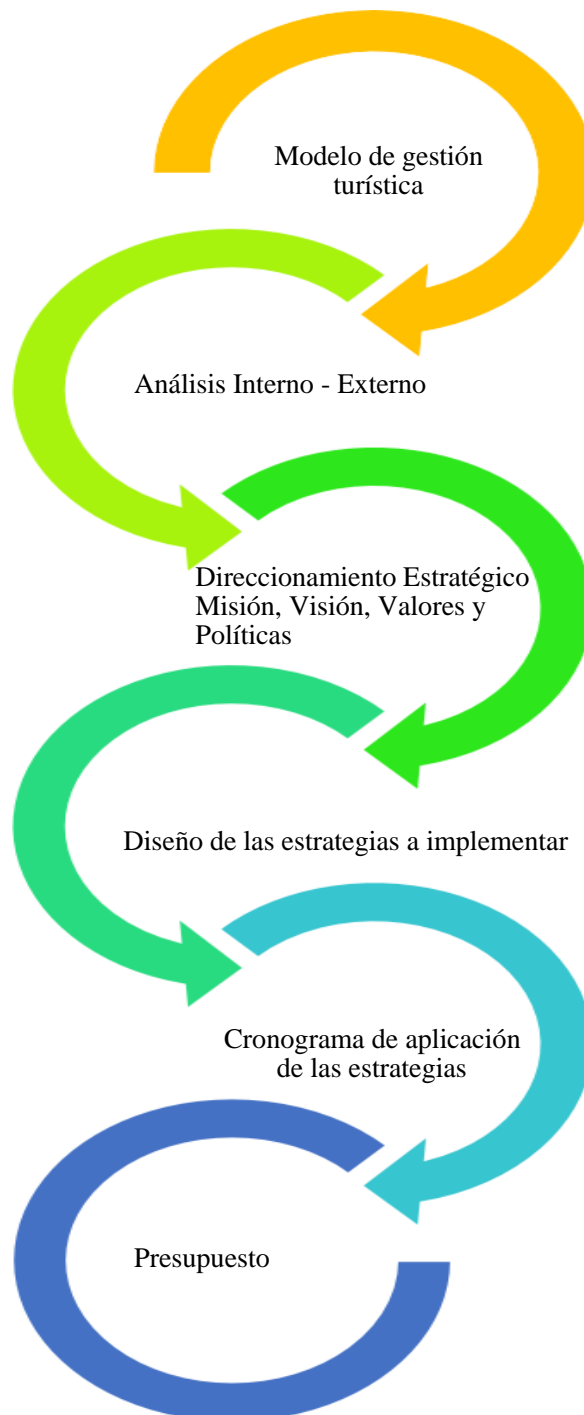 Modelo de gestión
turística
Análisis Interno - Externo
Direccionamiento Estratégico
Misión, Visión, Valores y
Políticas
Diseño de las estrategias a implementar
Cronograma de aplicación
de las estrategias
Presupuesto